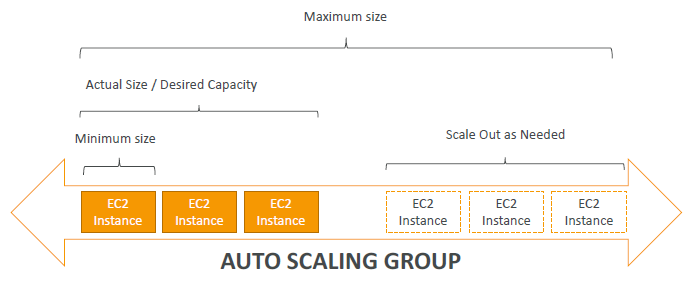 Maximum size
Actual Size / Desired Capacity
Minimum size
Scale Out as Needed
EC2
Instance
EC2
Instance
EC2
Instance
EC2
Instance
EC2
Instance
EC2
Instance
AUTO SCALING GROUP